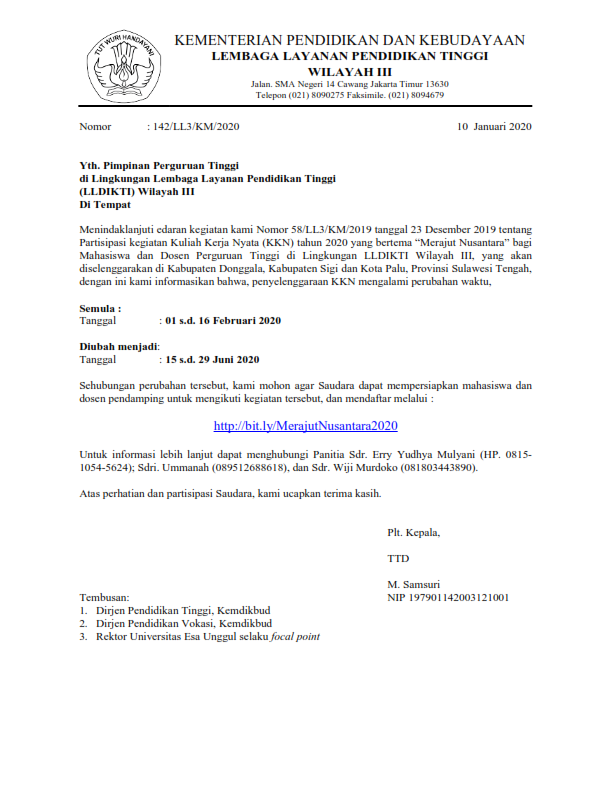 TUT WURI HANDAYANI
KEMENTERIAN PENDIDIKAN DAN KEBUDAYAAN
LEMBAGA LAYANAN PENDIDIKAN TINGGI
WILAYAH III
Jalan. SMA Negeri 14 Cawang Jakarta Timur 13630
Telepon (021) 8090275 Faksimile. (021) 8094679
Nomor : 142/LL3/KM/2020 10 Januari 2020
Yth. Pimpinan Perguruan Tinggi
di Lingkungan Lembaga Layanan Pendidikan Tinggi
(LLDIKTI) Wilayah III
Di Tempat
Menindaklanjuti edaran kegiatan kami Nomor 58/LL3/KM/2019 tanggal 23 Desember 2019 tentang
Partisipasi kegiatan Kuliah Kerja Nyata (KKN) tahun 2020 yang bertema “Merajut Nusantara” bagi
Mahasiswa dan Dosen Perguruan Tinggi di Lingkungan LLDIKTI Wilayah III, yang akan
diselenggarakan di Kabupaten Donggala, Kabupaten Sigi dan Kota Palu, Provinsi Sulawesi Tengah,
dengan ini kami informasikan bahwa, penyelenggaraan KKN mengalami perubahan waktu,
Semula :
Tanggal : 01 s.d. 16 Februari 2020
Diubah menjadi:
Tanggal : 15 s.d. 29 Juni 2020
Sehubungan perubahan tersebut, kami mohon agar Saudara dapat mempersiapkan mahasiswa dan
dosen pendamping untuk mengikuti kegiatan tersebut, dan mendaftar melalui :
http://bit.ly/MerajutNusantara2020
Untuk informasi lebih lanjut dapat menghubungi Panitia Sdr. Erry Yudhya Mulyani (HP. 0815-
1054-5624); Sdri. Ummanah (089512688618), dan Sdr. Wiji Murdoko (081803443890).
Atas perhatian dan partisipasi Saudara, kami ucapkan terima kasih.
Plt. Kepala,
TTD
M. Samsuri
NIP 197901142003121001
Tembusan:
1. Dirjen Pendidikan Tinggi, Kemdikbud
2. Dirjen Pendidikan Vokasi, Kemdikbud
3. Rektor Universitas Esa Unggul selaku focal point